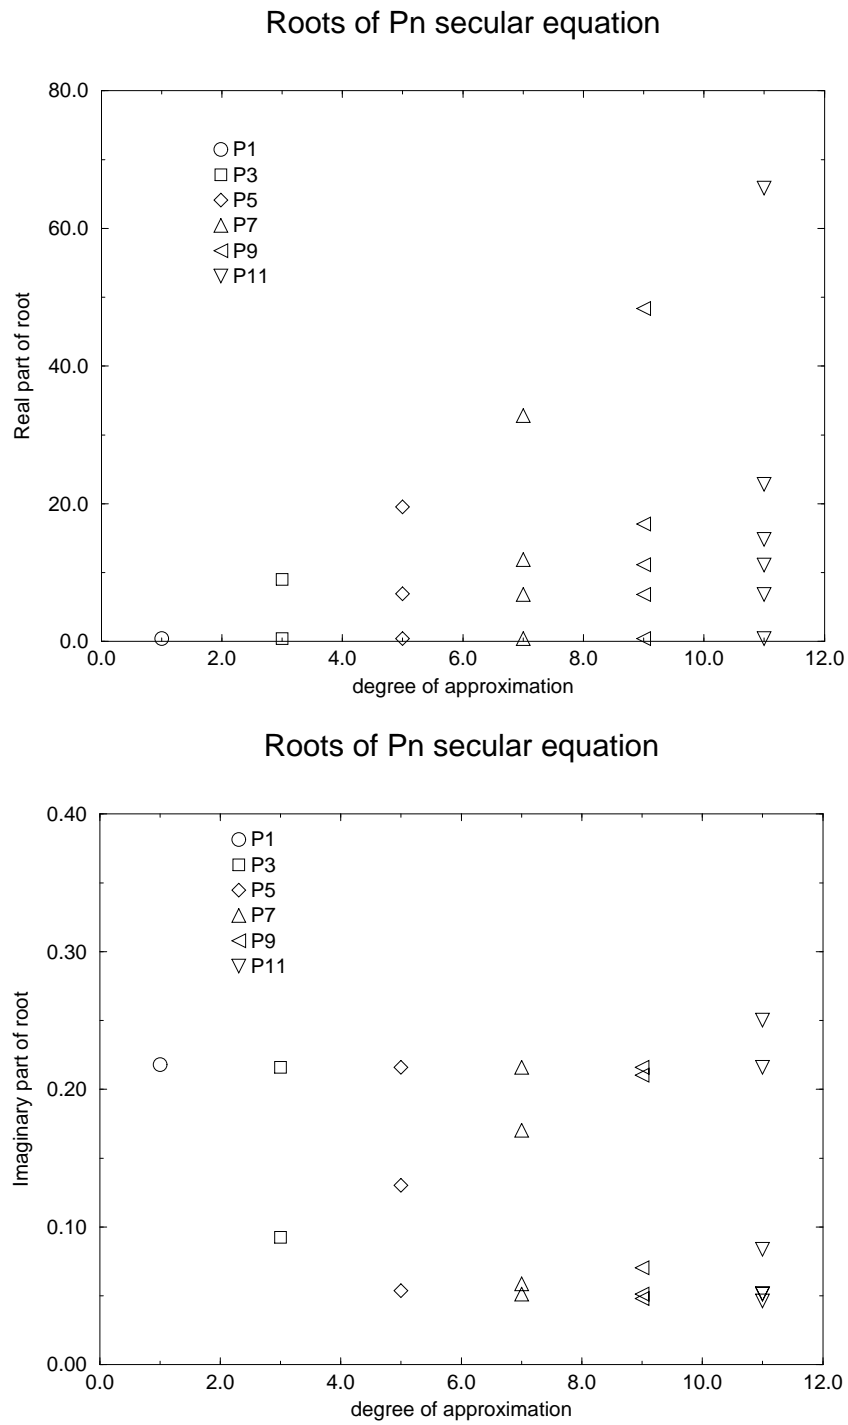 Roots of Pn secular equation
80.0
60.0
40.0
20.0
0.0
Real part of root
P1
P3
P5
P7
P9
P11
0.0 2.0 4.0 6.0 8.0 10.0 12.0
degree of approximation
Roots of Pn secular equation
0.40
0.30
0.20
0.10
0.00
Imaginary part of root
P1
P3
P5
P7
P9
P11
0.0 2.0 4.0 6.0 8.0 10.0 12.0
degree of approximation